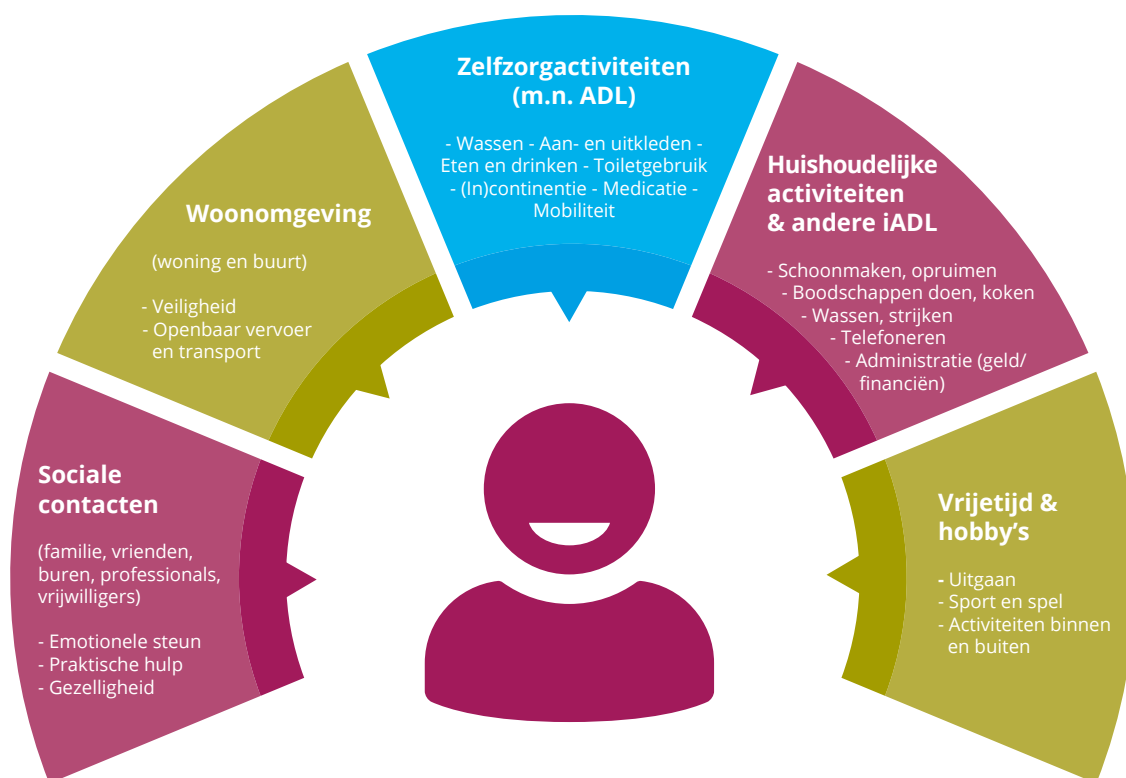 Zelfzorgactiviteiten
(m.n. ADL)
- Wassen - Aan- en uitkleden -
Eten en drinken - Toiletgebruik
- (In)continentie - Medicatie -
Mobiliteit
Woonomgeving
(woning en buurt)
- Veiligheid
- Openbaar vervoer
en transport
Huishoudelijke
activiteiten
& andere iADL
- Schoonmaken, opruimen
- Boodschappen doen, koken
- Wassen, strijken
- Telefoneren
- Administratie (geld/
financiën)
Sociale
contacten
(familie, vrienden,
buren, professionals,
vrijwilligers)
- Emotionele steun
- Praktische hulp
- Gezelligheid
Vrijetijd &
hobby's
- Uitgaan
- Sport en spel
- Activiteiten binnen
en buiten